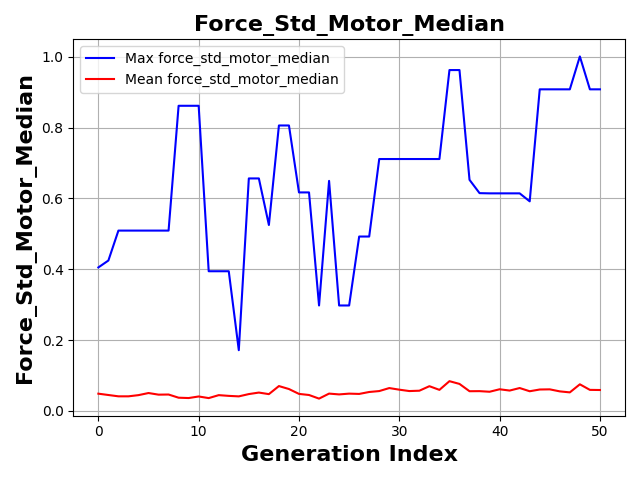 Force_Std_Motor_Median
Max force_std_motor_median
Mean force_std_motor_median
Force_Std_Motor_Median
1.0
0.8
0.6
0.4
0.2
0.0
0 10 20 30 40 50
Generation Index